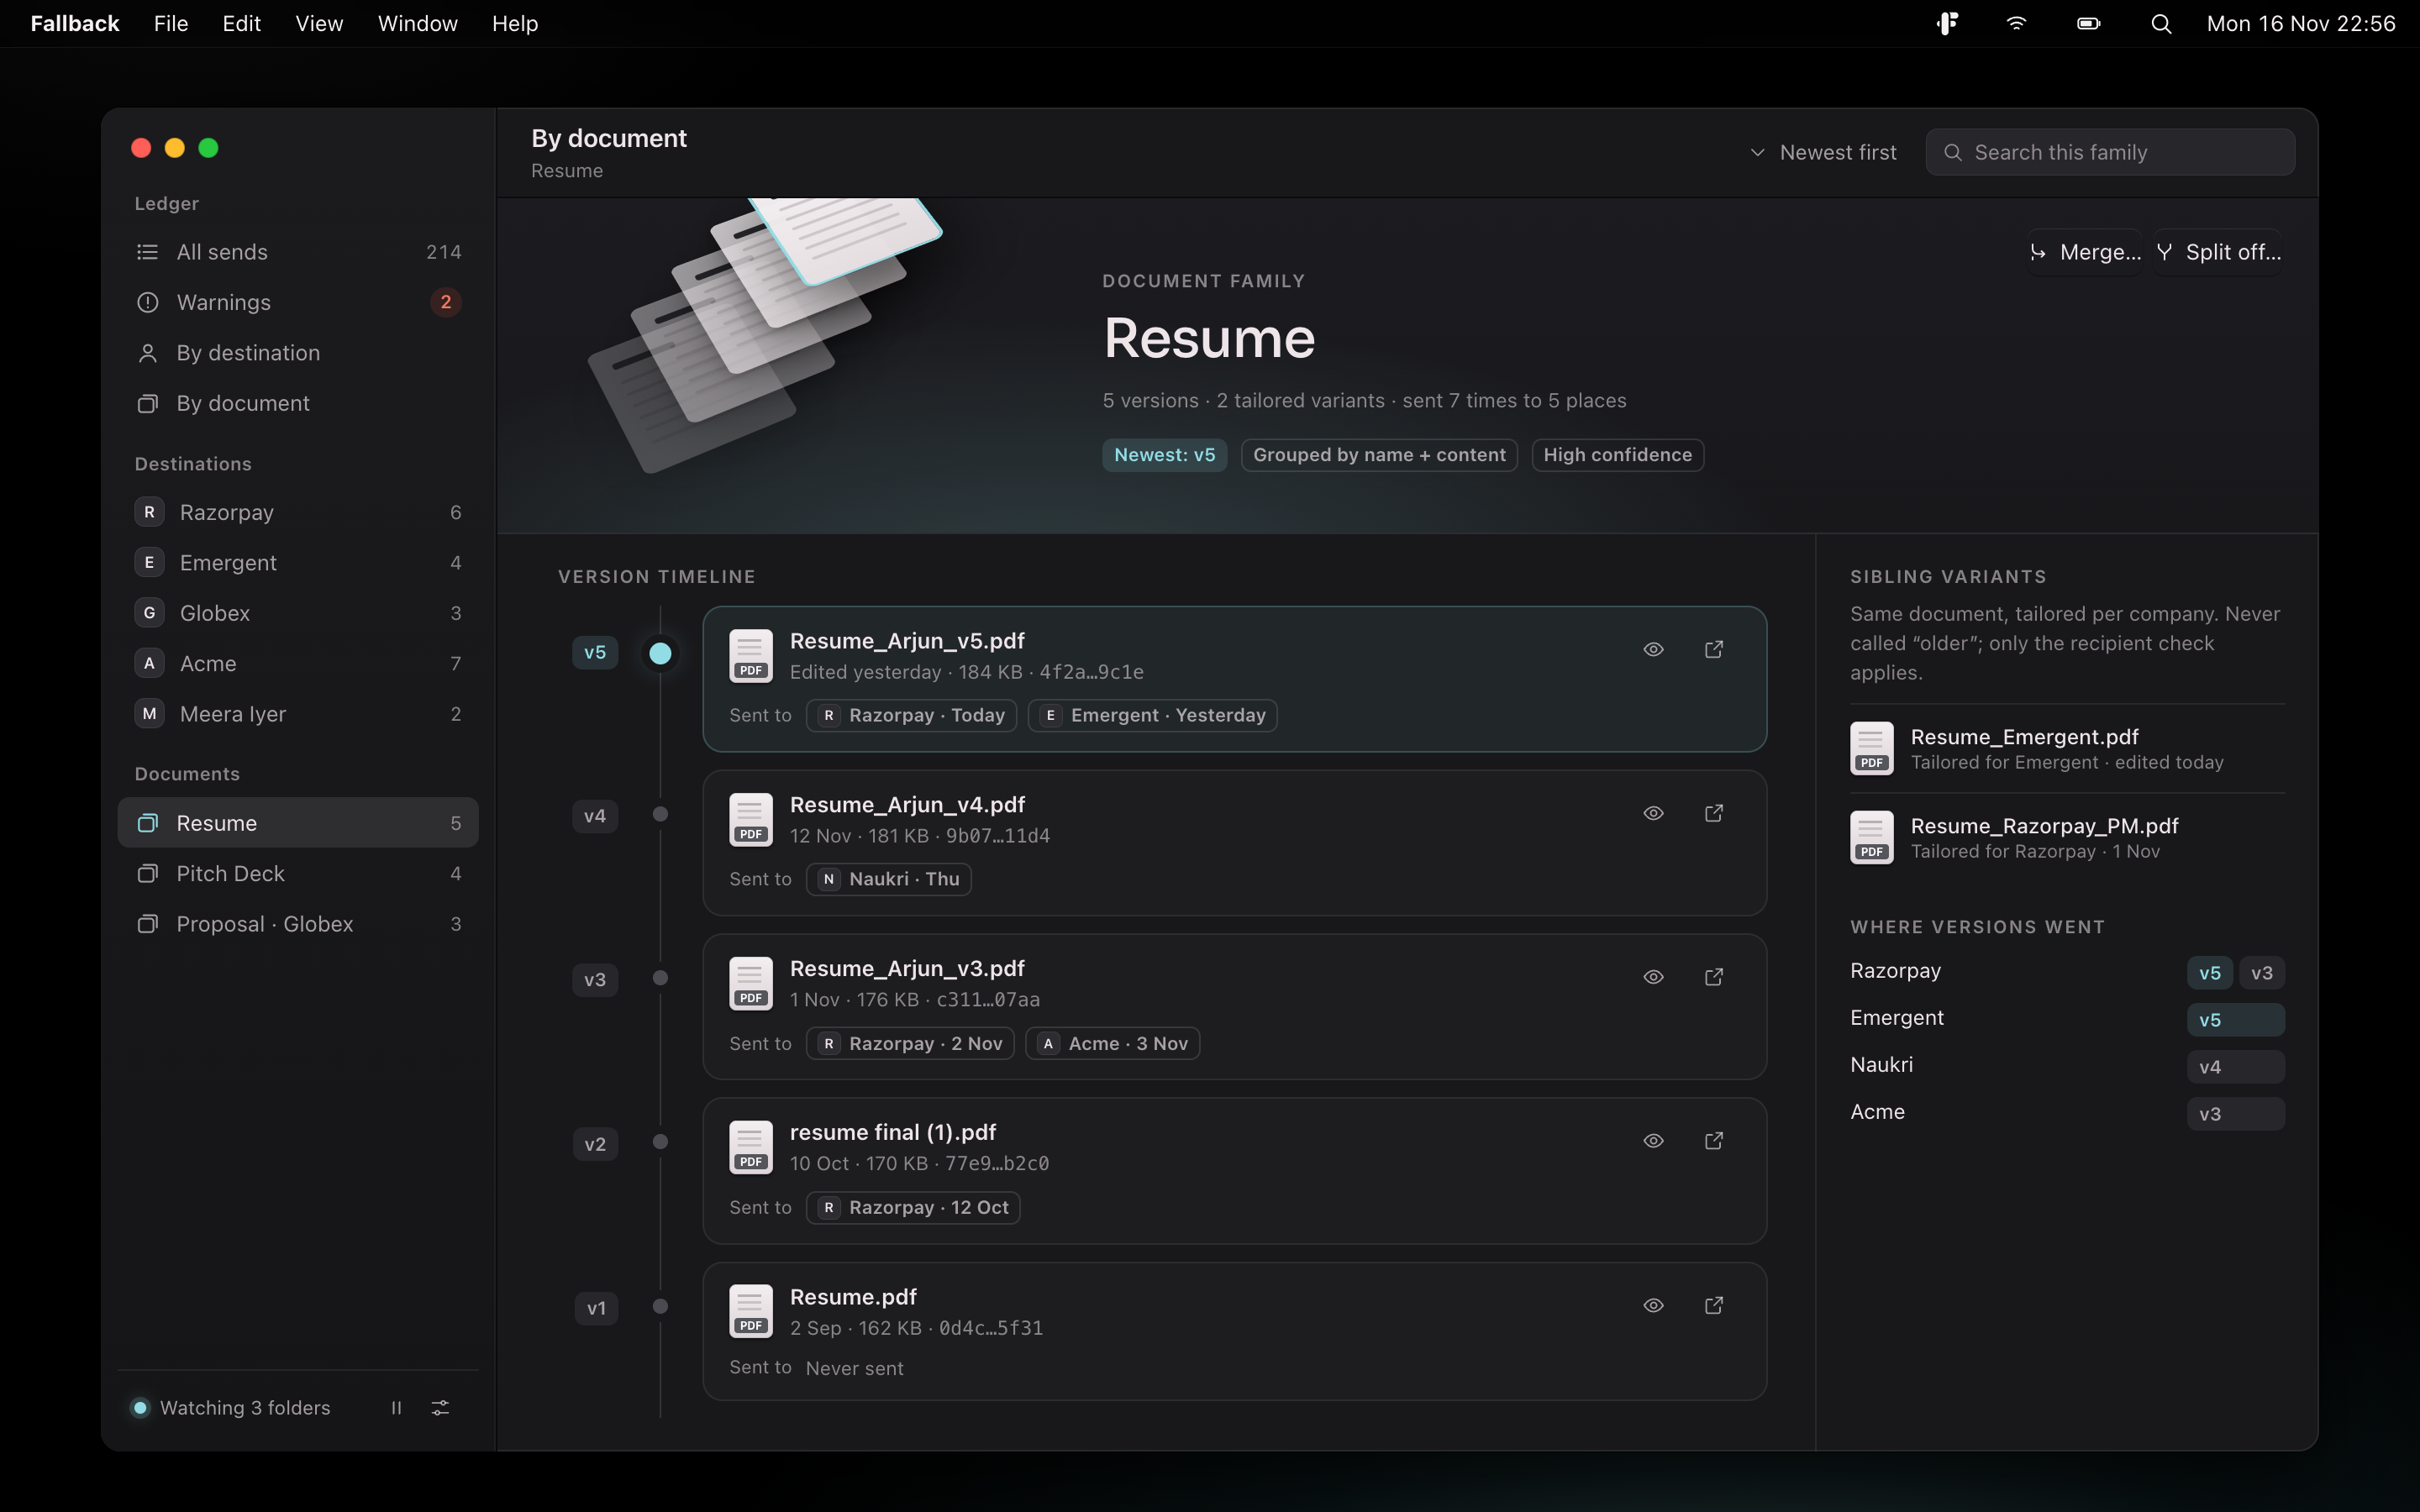 Fallback File Edit View Window Help Mon 16 Nov 22:56
Ledger
All sends 214
Warnings 2
By destination
By document
Destinations
R Razorpay 6
E Emergent 4
G Globex 3
A Acme 7
M Meera Iyer 2
Documents
Resume 5
Pitch Deck 4
Proposal · Globex 3
Watching 3 folders
By document
Resume
Newest first
Search this family
Merge...
Split off...
DOCUMENT FAMILY
Resume
5 versions · 2 tailored variants · sent 7 times to 5 places
Newest: v5 Grouped by name + content High confidence
VERSION TIMELINE
v5
PDF
Resume_Arjun_v5.pdf
Edited yesterday · 184 KB · 4f2a…9c1e
Sent to R Razorpay · Today E Emergent · Yesterday
v4
PDF
Resume_Arjun_v4.pdf
12 Nov · 181 KB · 9b07…11d4
Sent to N Naukri · Thu
v3
PDF
Resume_Arjun_v3.pdf
1 Nov · 176 KB · c311…07aa
Sent to R Razorpay · 2 Nov A Acme · 3 Nov
v2
PDF
resume final (1).pdf
10 Oct · 170 KB · 77e9…b2c0
Sent to R Razorpay · 12 Oct
v1
PDF
Resume.pdf
2 Sep · 162 KB · 0d4c…5f31
Sent to Never sent
SIBLING VARIANTS
Same document, tailored per company. Never
called “older”; only the recipient check
applies.
PDF
Resume_Emergent.pdf
Tailored for Emergent · edited today
PDF
Resume_Razorpay_PM.pdf
Tailored for Razorpay · 1 Nov
WHERE VERSIONS WENT
Razorpay v5 v3
Emergent v5
Naukri v4
Acme v3